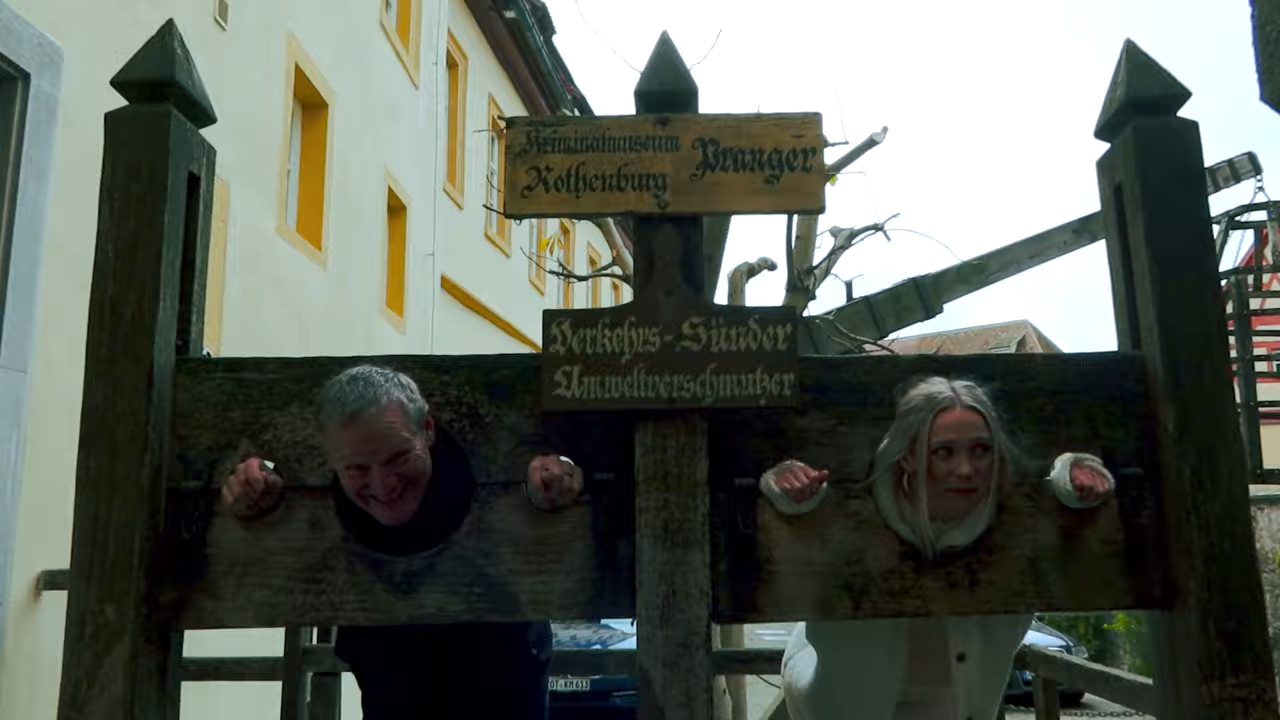 Kriminalmuseum
Rothenburg
Pranger
Verkehrs-Sünder
Umweltverschmutzer